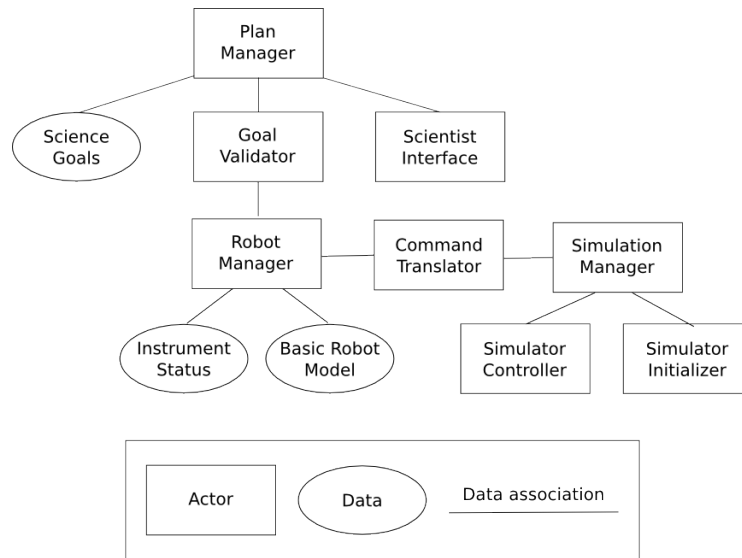 Plan
Manager
Science
Goals
Goal
Validator
Scientist
Interface
Robot
Manager
Command
Translator
Simulation
Manager
Instrument
Status
Basic Robot
Model
Simulator
Controller
Simulator
Initializer
Actor
Data
Data association